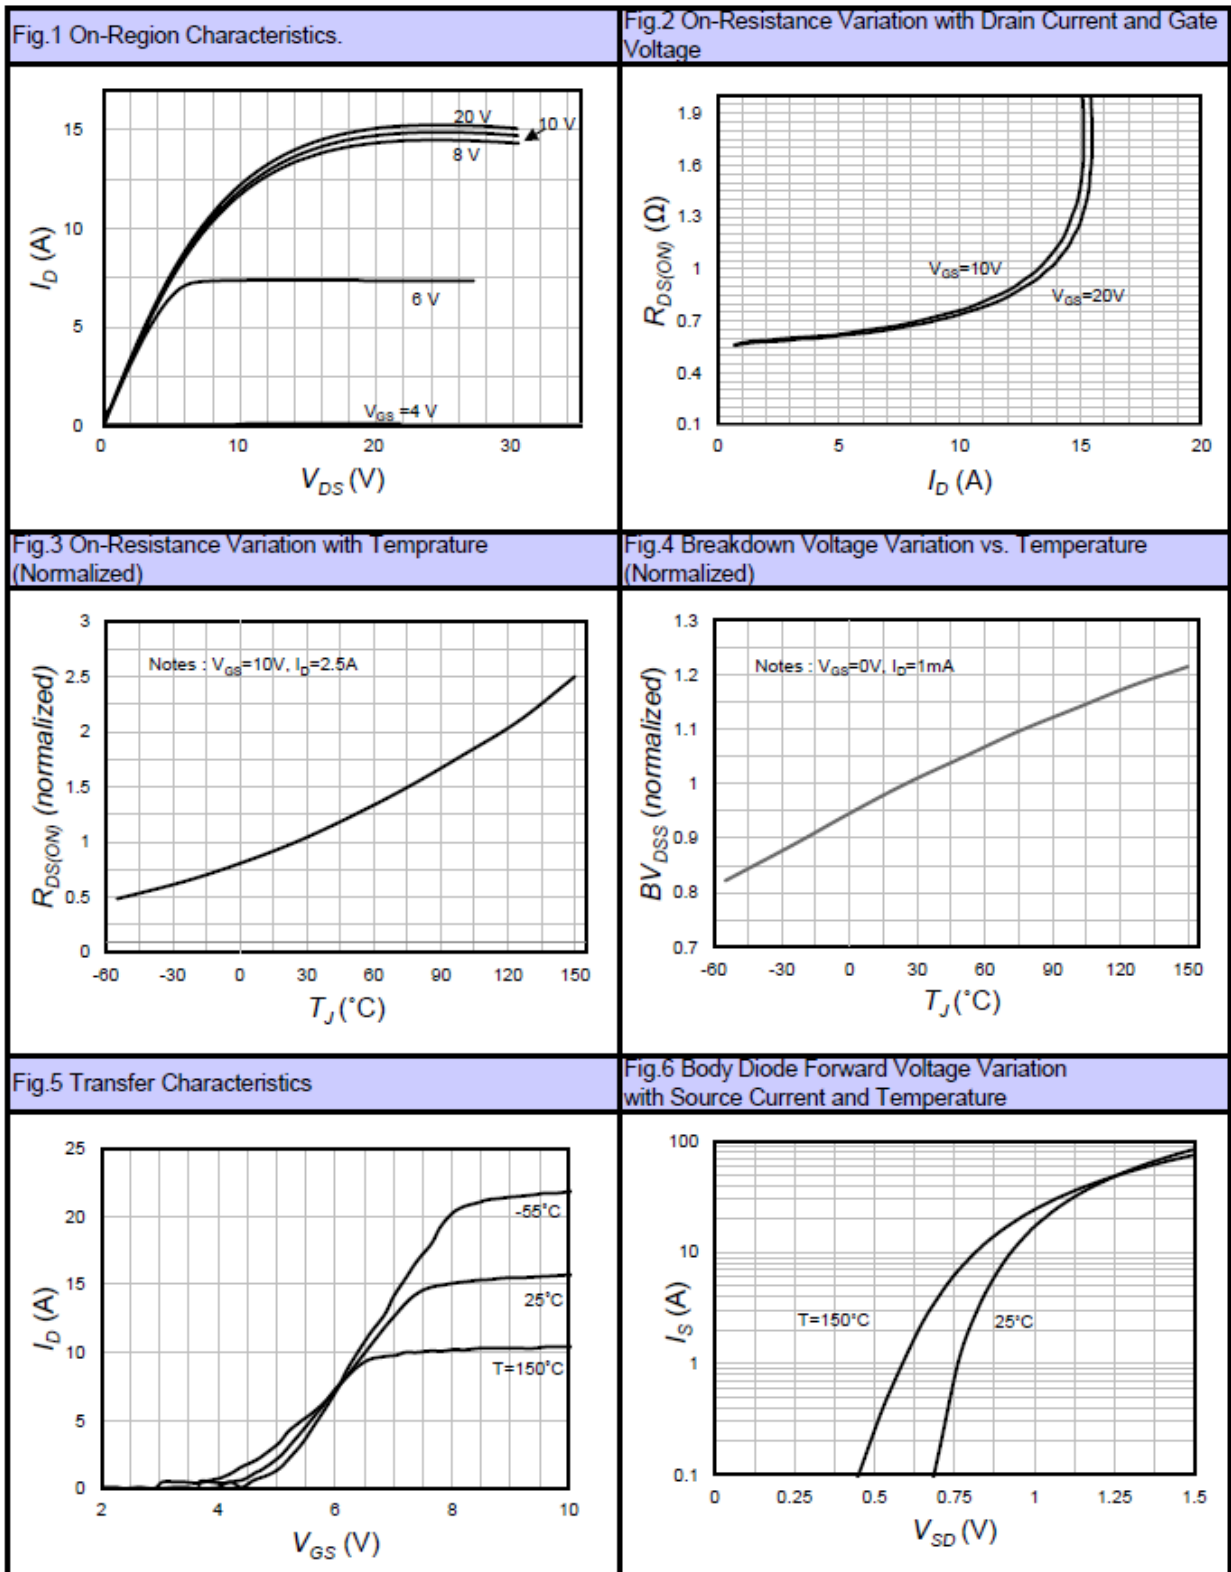 Fig.1 On-Region Characteristics.
20 V
10 V
8 V
6 V
V_GS =4 V
15
10
5
0
0 10 20 30
I_D (A)
V_DS (V)
Fig.2 On-Resistance Variation with Drain Current and Gate
Voltage
1.9
1.6
1.3
1
0.7
0.4
0.1
V_GS=10V
V_GS=20V
0 5 10 15 20
R_DS(ON) (Ω)
I_D (A)
Fig.3 On-Resistance Variation with Temprature
(Normalized)
Notes : V_GS=10V, I_D=2.5A
3
2.5
2
1.5
1
0.5
0
-60 -30 0 30 60 90 120 150
R_DS(ON) (normalized)
T_J (°C)
Fig.4 Breakdown Voltage Variation vs. Temperature
(Normalized)
Notes : V_GS=0V, I_D=1mA
1.3
1.2
1.1
1
0.9
0.8
0.7
-60 -30 0 30 60 90 120 150
BV_DSS (normalized)
T_J (°C)
Fig.5 Transfer Characteristics
25
20
15
10
5
0
-55°C
25°C
T=150°C
2 4 6 8 10
I_D (A)
V_GS (V)
Fig.6 Body Diode Forward Voltage Variation
with Source Current and Temperature
100
10
1
0.1
T=150°C
25°C
0 0.25 0.5 0.75 1 1.25 1.5
I_S (A)
V_SD (V)